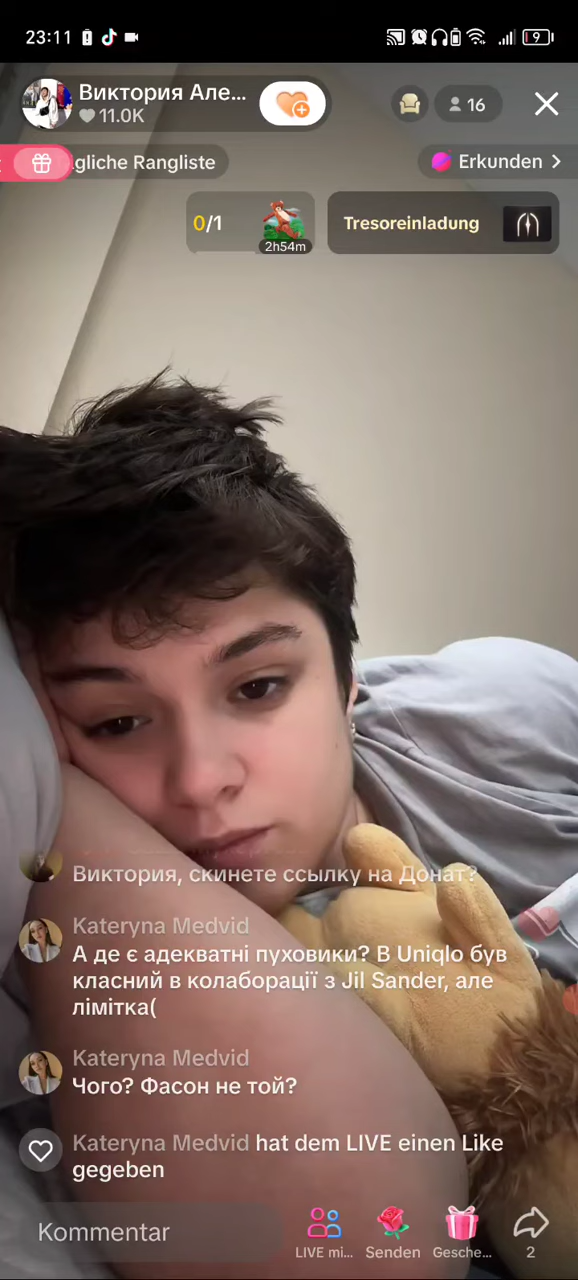 23:11
9
Виктория Але...
11.0K
16
gliche Rangliste
Erkunden
0/1
2h54m
Tresoreinladung
Виктория, скинете ссылку на Донат?
Kateryna Medvid
А де є адекватні пуховики? В Uniqlo був
класний в колаборації з Jil Sander, але
лімітка(
Kateryna Medvid
Чого? Фасон не той?
Kateryna Medvid hat dem LIVE einen Like
gegeben
Kommentar
LIVE mi...
Senden
Gesche...
2